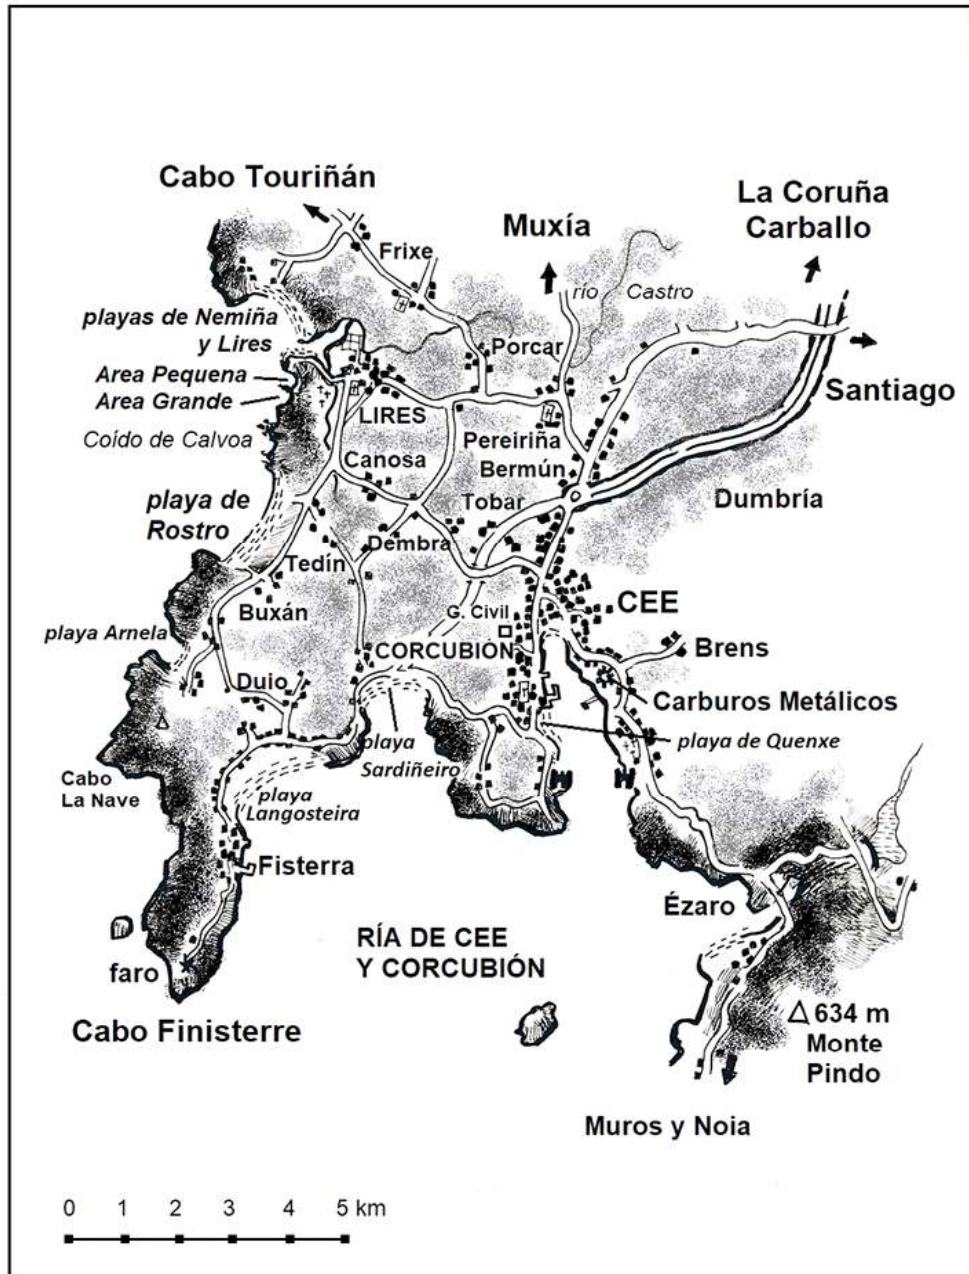 Cabo Touriñán
La Coruña
Carballo
Muxía
Frixe
río Castro
playas de Nemiña
y Lires
Porcar
Area Pequena
Area Grande
Santiago
LIRES
Coído de Calvoa
Pereiriña
Canosa
Bermún
playa de
Rostro
Tobar
Dumbría
Dembra
Tedín
Buxán
G. Civil
CEE
playa Arnela
CORCUBIÓN
Brens
Duio
Carburos Metálicos
playa
Sardiñeiro
playa de Quenxe
Cabo
La Nave
playa
Langosteira
Fisterra
Ézaro
RÍA DE CEE
Y CORCUBIÓN
faro
634 m
Monte
Pindo
Cabo Finisterre
Muros y Noia
0 1 2 3 4 5 km